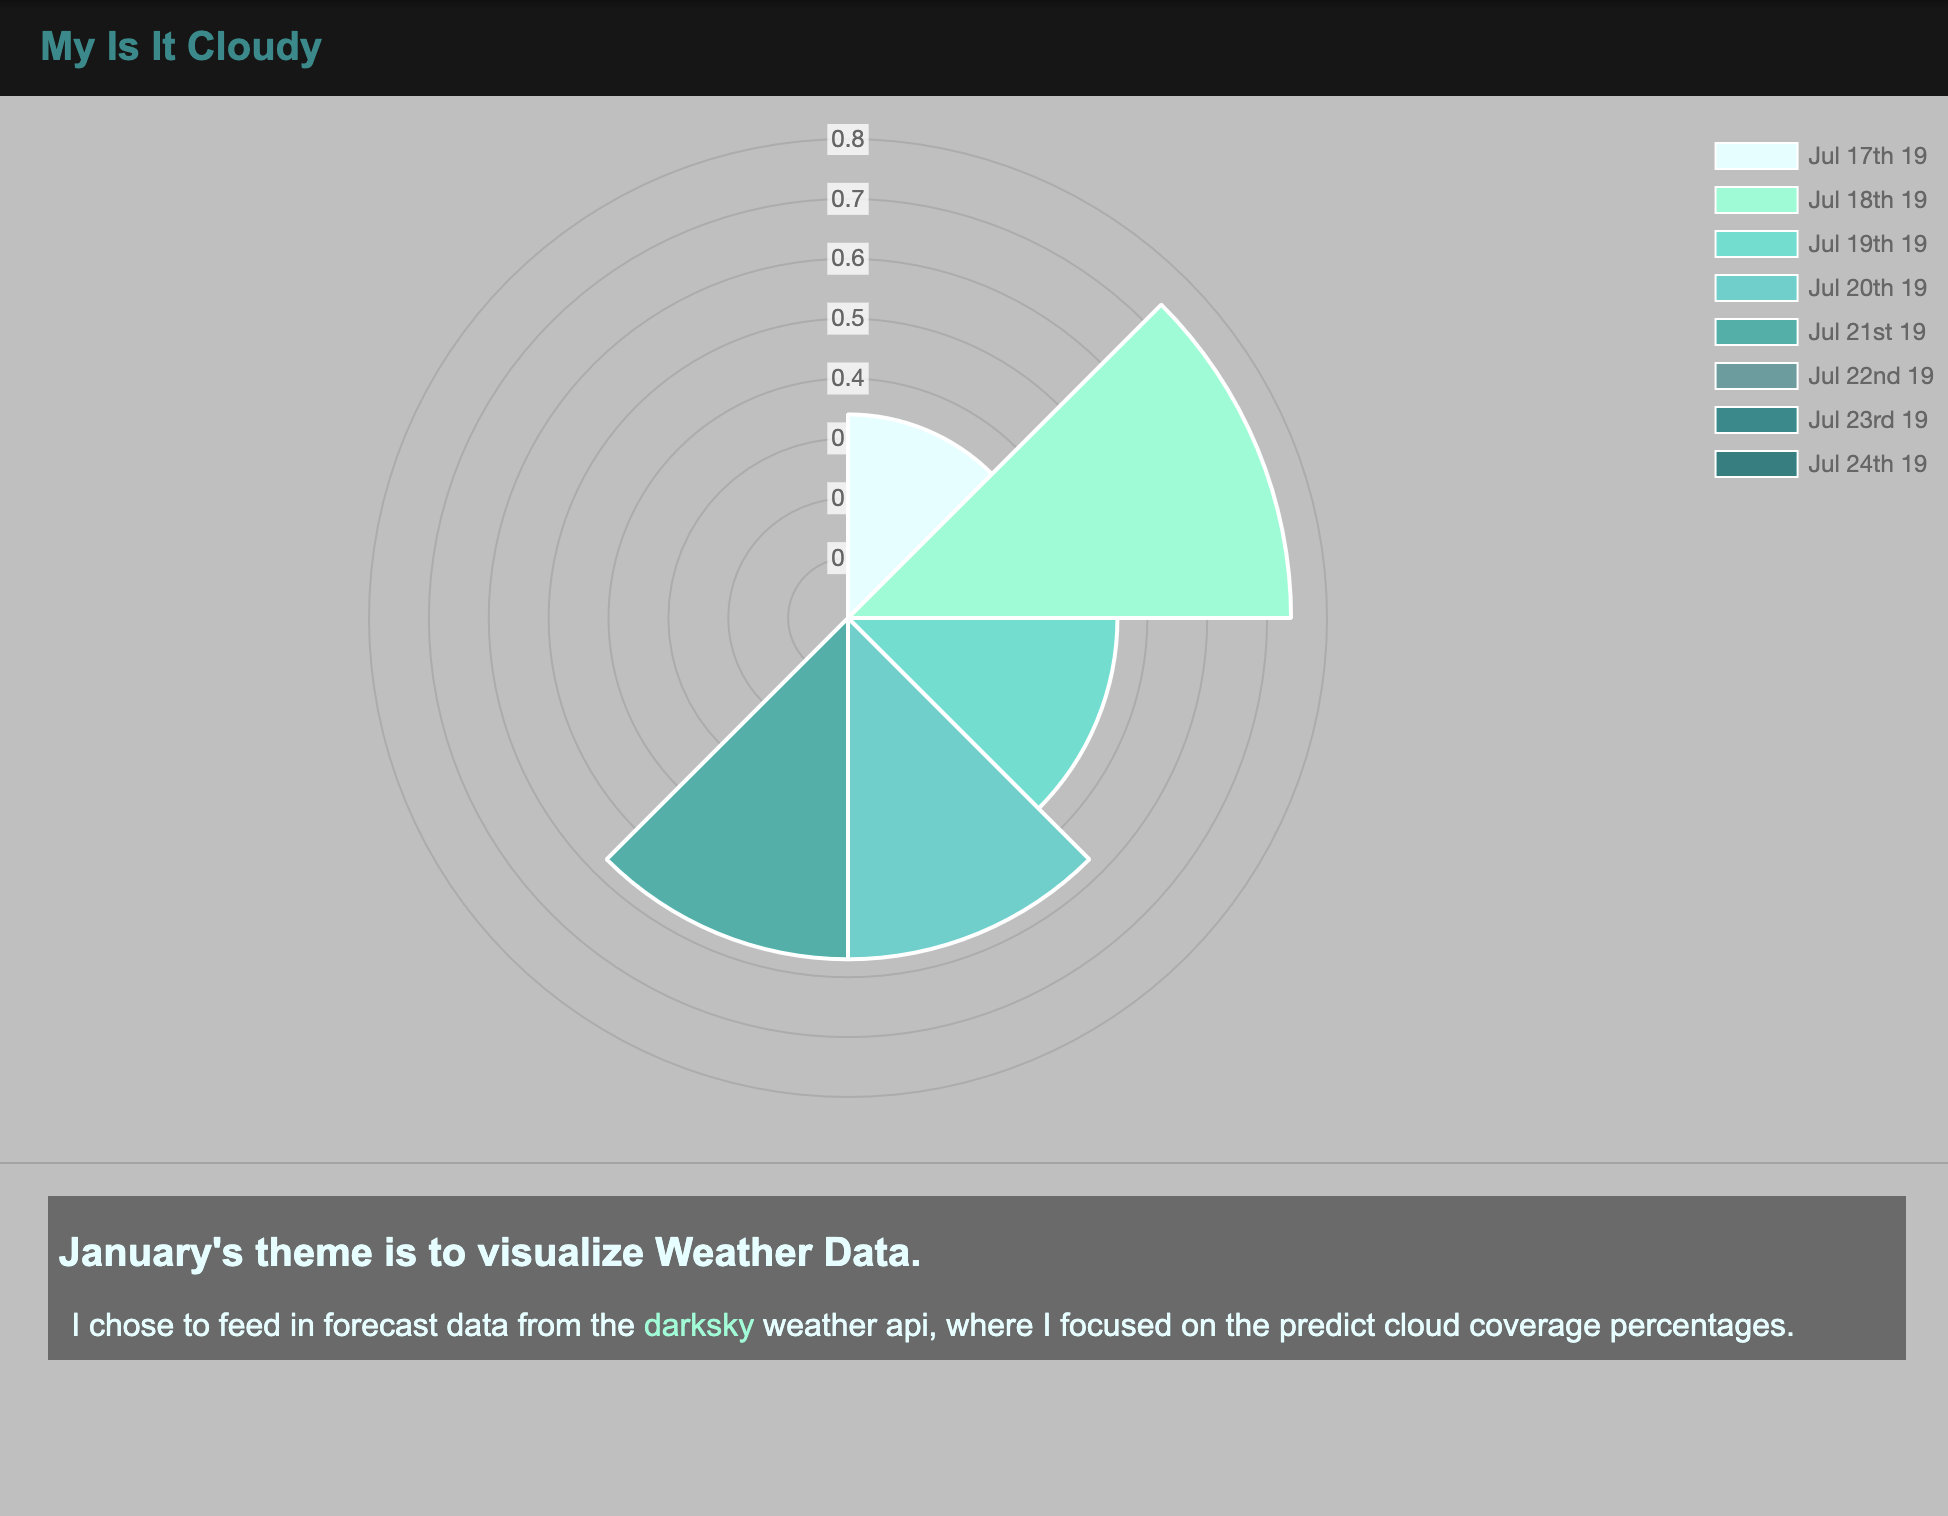 My Is It Cloudy
0.8
0.7
0.6
0.5
0.4
0
0
0
Jul 17th 19
Jul 18th 19
Jul 19th 19
Jul 20th 19
Jul 21st 19
Jul 22nd 19
Jul 23rd 19
Jul 24th 19
January's theme is to visualize Weather Data.
I chose to feed in forecast data from the darksky weather api, where I focused on the predict cloud coverage percentages.